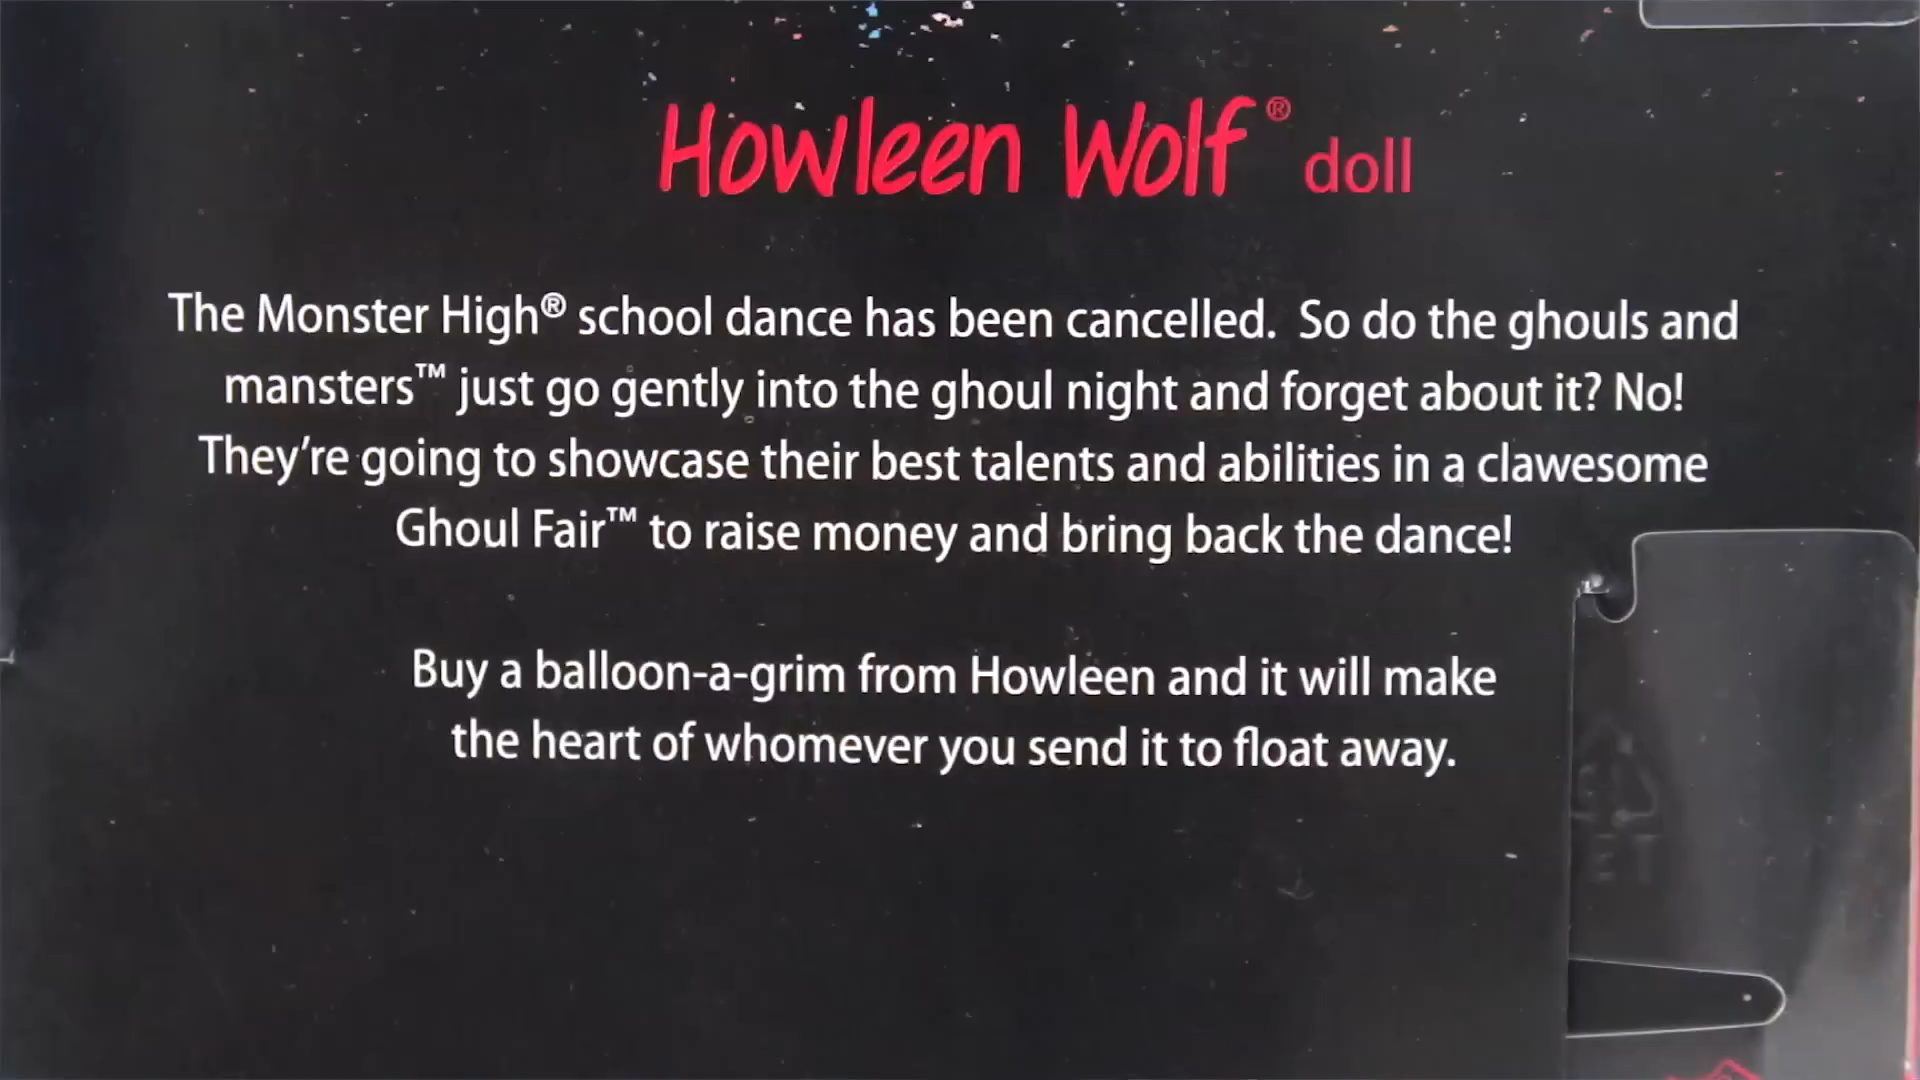 Howleen Wolf® doll
The Monster High® school dance has been cancelled. So do the ghouls and
mansters™ just go gently into the ghoul night and forget about it? No!
They’re going to showcase their best talents and abilities in a clawesome
Ghoul Fair™ to raise money and bring back the dance!
Buy a balloon-a-grim from Howleen and it will make
the heart of whomever you send it to float away.